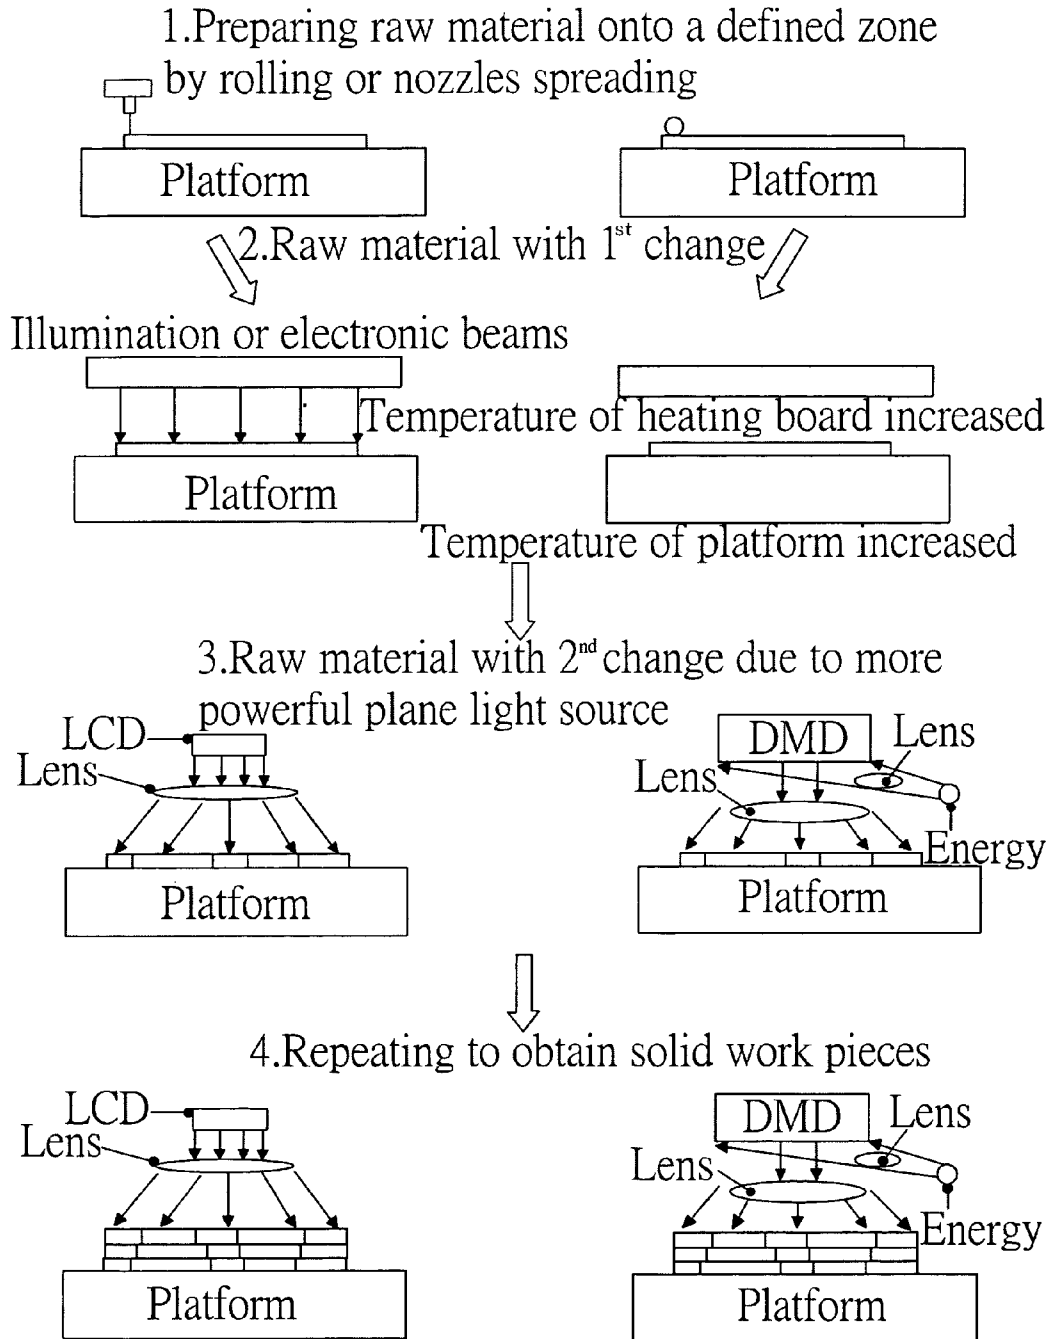 1.Preparing raw material onto a defined zone
by rolling or nozzles spreading
Platform
Platform
2.Raw material with 1st change
Illumination or electronic beams
Temperature of heating board increased
Platform
Temperature of platform increased
3.Raw material with 2nd change due to more
powerful plane light source
LCD
Lens
DMD
Lens
Lens
Energy
Platform
Platform
4.Repeating to obtain solid work pieces
LCD
Lens
DMD
Lens
Lens
Energy
Platform
Platform